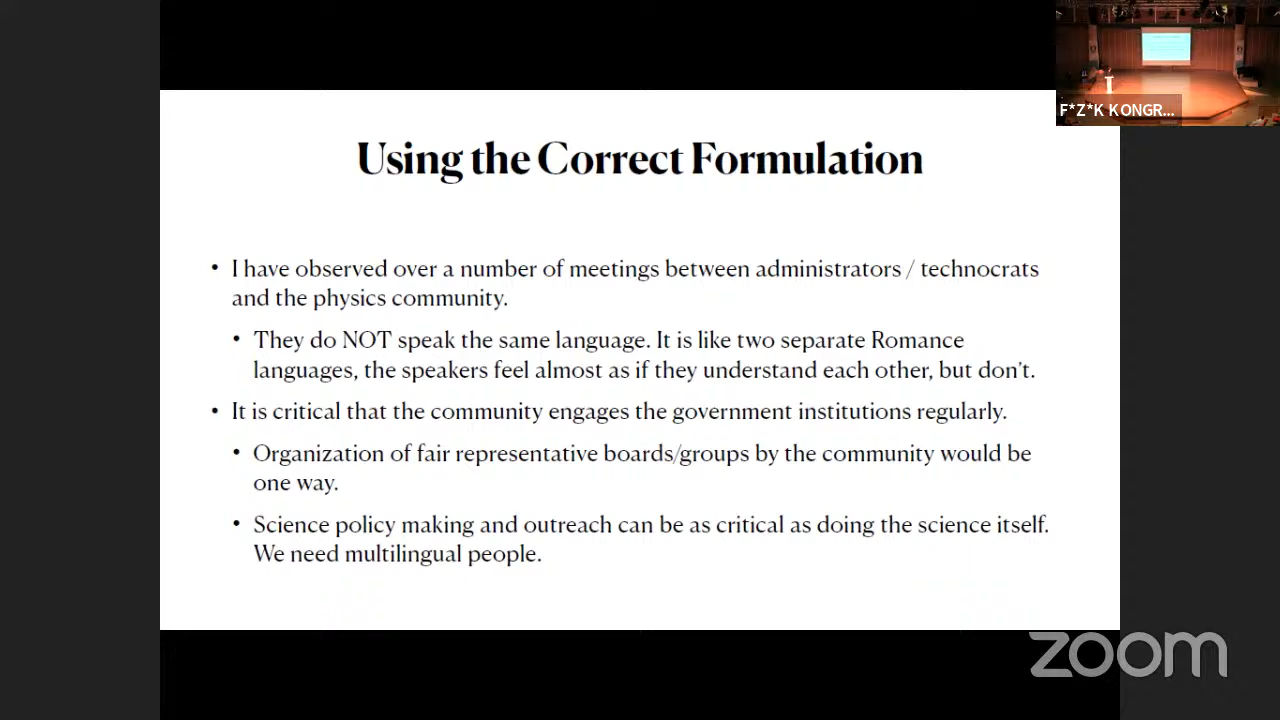 F*Z*K KONGR...
Using the Correct Formulation
• I have observed over a number of meetings between administrators / technocrats
and the physics community.
• They do NOT speak the same language. It is like two separate Romance
languages, the speakers feel almost as if they understand each other, but don't.
• It is critical that the community engages the government institutions regularly.
• Organization of fair representative boards/groups by the community would be
one way.
• Science policy making and outreach can be as critical as doing the science itself.
We need multilingual people.
zoom